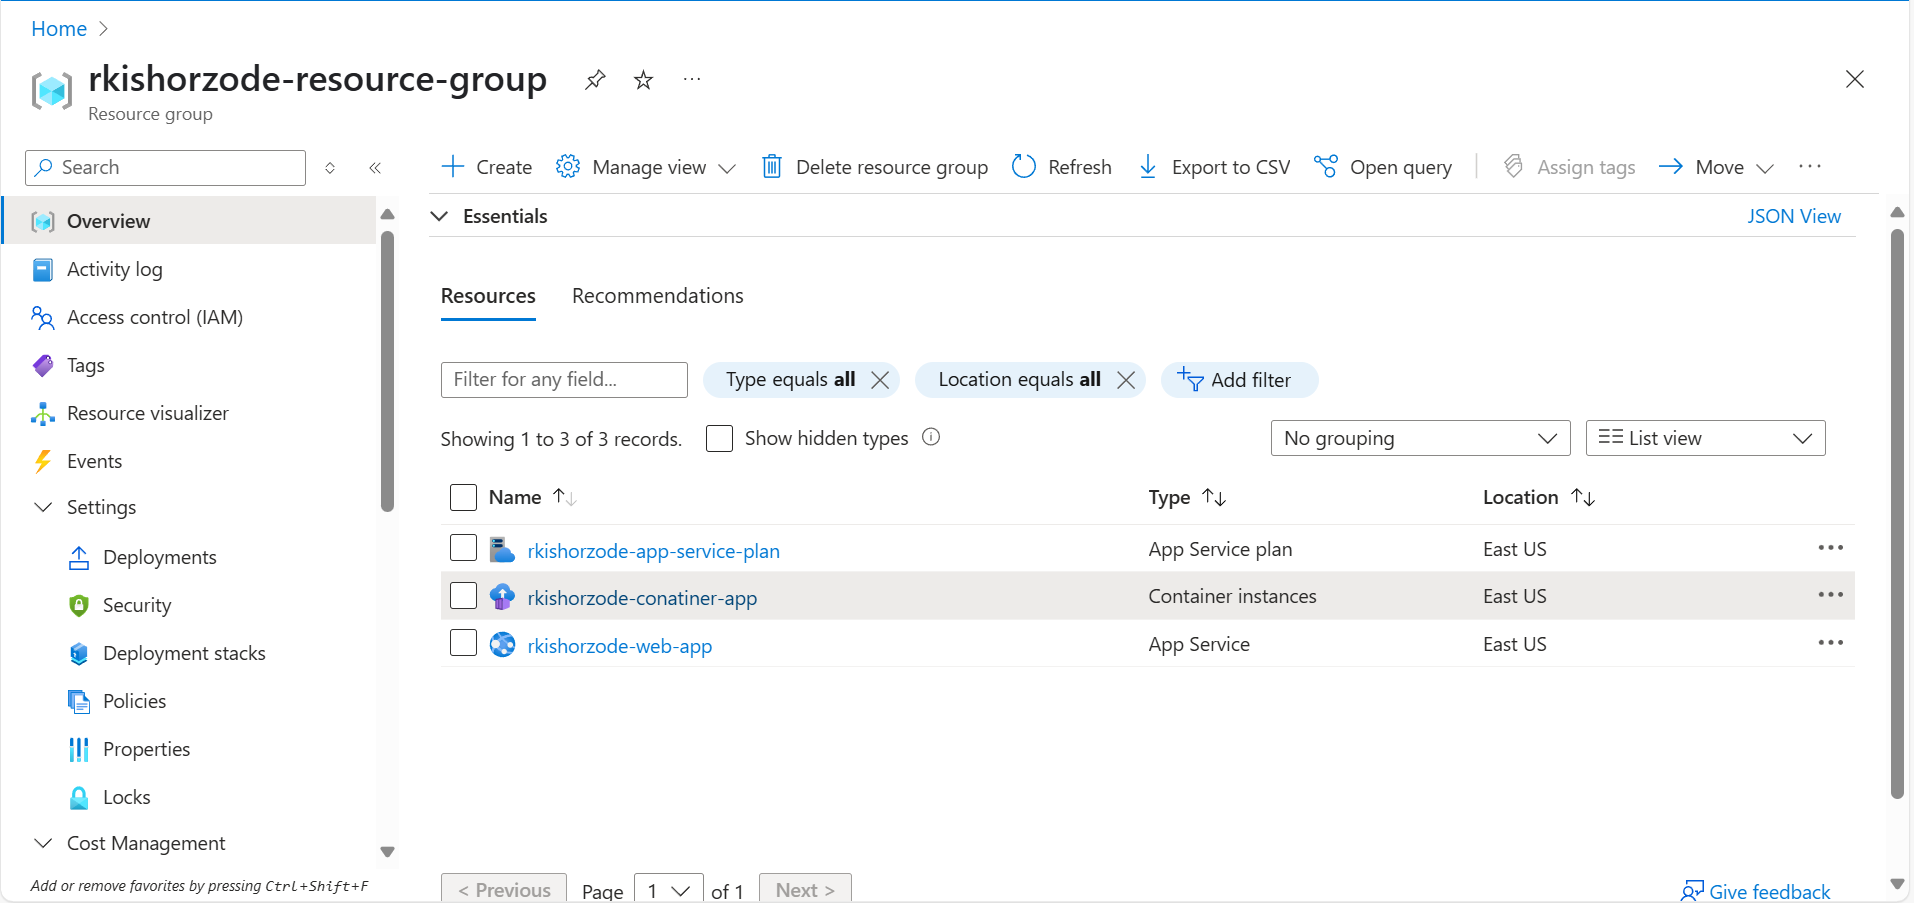 Home
rkishorzode-resource-group
Resource group
Search
Create Manage view Delete resource group Refresh Export to CSV Open query Assign tags Move
Overview
Activity log
Access control (IAM)
Tags
Resource visualizer
Events
Settings
Deployments
Security
Deployment stacks
Policies
Properties
Locks
Cost Management
Add or remove favorites by pressing Ctrl+Shift+F
Essentials JSON View
Resources Recommendations
Filter for any field... Type equals all Location equals all Add filter
Showing 1 to 3 of 3 records. Show hidden types No grouping List view
Name Type Location
rkishorzode-app-service-plan App Service plan East US
rkishorzode-conatiner-app Container instances East US
rkishorzode-web-app App Service East US
< Previous Page 1 of 1 Next > Give feedback